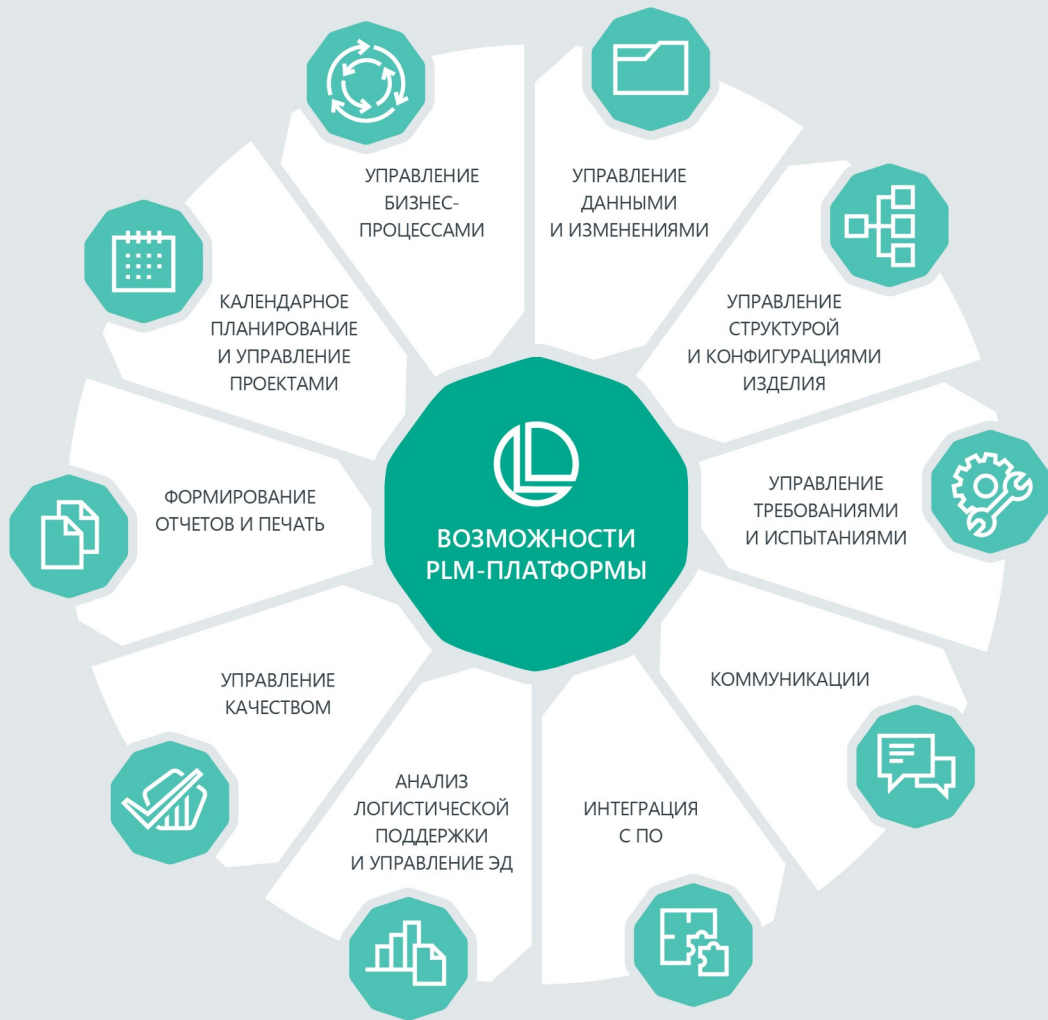 ВОЗМОЖНОСТИ
PLM-ПЛАТФОРМЫ
УПРАВЛЕНИЕ
БИЗНЕС-
ПРОЦЕССАМИ
УПРАВЛЕНИЕ
ДАННЫМИ
И ИЗМЕНЕНИЯМИ
УПРАВЛЕНИЕ
СТРУКТУРОЙ
И КОНФИГУРАЦИЯМИ
ИЗДЕЛИЯ
УПРАВЛЕНИЕ
ТРЕБОВАНИЯМИ
И ИСПЫТАНИЯМИ
КОММУНИКАЦИИ
ИНТЕГРАЦИЯ
С ПО
АНАЛИЗ
ЛОГИСТИЧЕСКОЙ
ПОДДЕРЖКИ
И УПРАВЛЕНИЕ ЭД
УПРАВЛЕНИЕ
КАЧЕСТВОМ
ФОРМИРОВАНИЕ
ОТЧЕТОВ И ПЕЧАТЬ
КАЛЕНДАРНОЕ
ПЛАНИРОВАНИЕ
И УПРАВЛЕНИЕ
ПРОЕКТАМИ